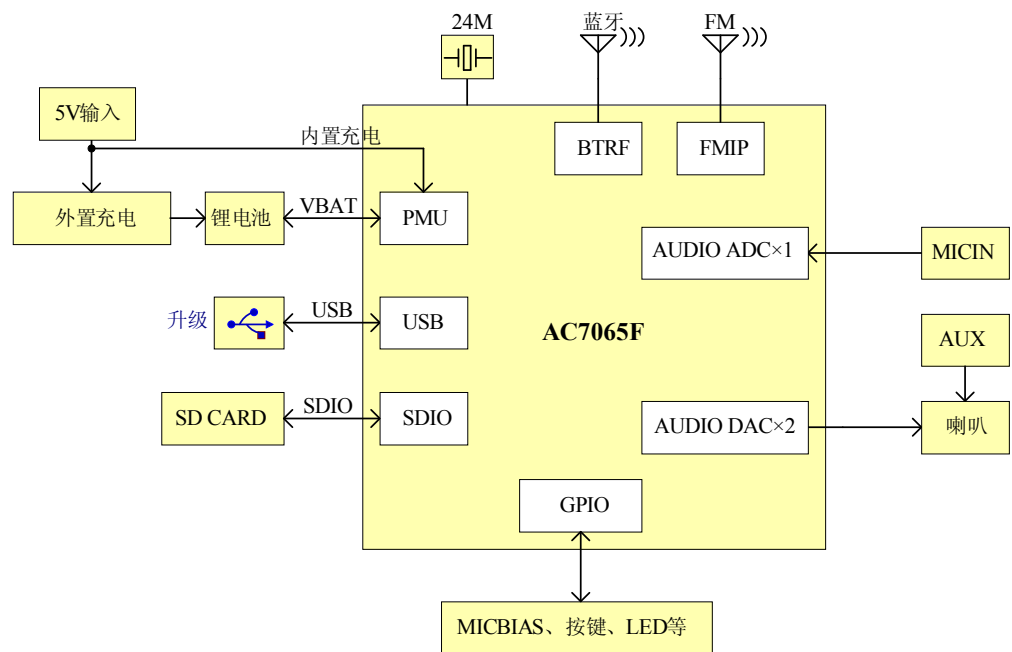 24M
蓝牙
FM
5V输入
内置充电
BTRF
FMIP
外置充电
锂电池
VBAT
PMU
AUDIO ADC×1
MICIN
升级
USB
USB
AC7065F
AUX
SD CARD
SDIO
SDIO
AUDIO DAC×2
喇叭
GPIO
MICBIAS、按键、LED等